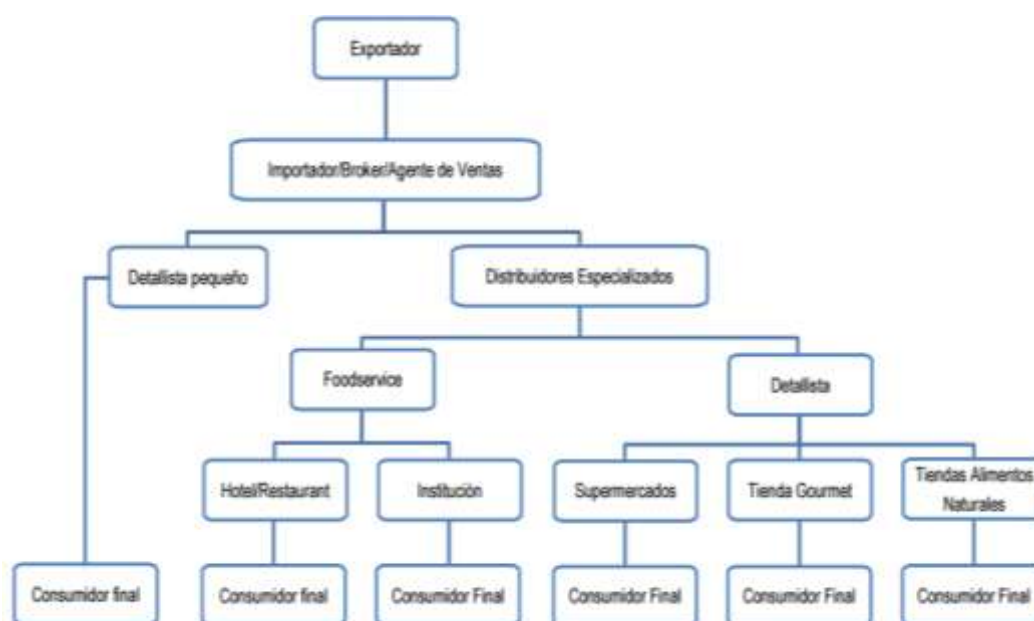 Exportador
Importador/Broker/Agente de Ventas
Detallista pequeño
Distribuidores Especializados
Foodservice
Detallista
Hotel/Restaurant
Institución
Supermercados
Tienda Gourmet
Tiendas Alimentos
Naturales
Consumidor final
Consumidor final
Consumidor Final
Consumidor Final
Consumidor Final
Consumidor Final